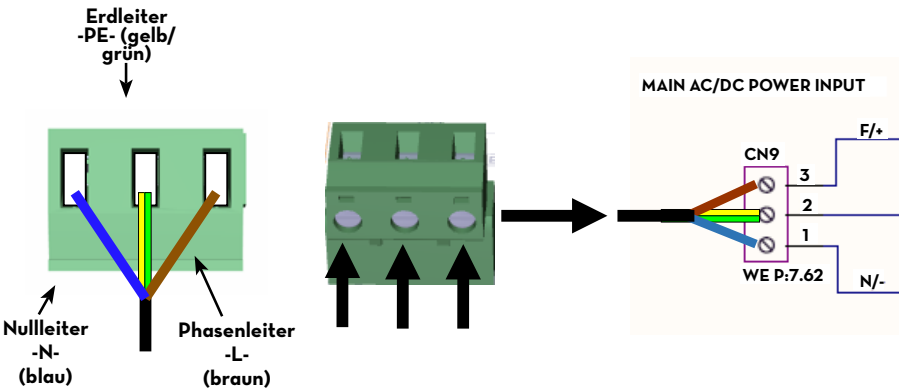 Erdleiter
-PE- (gelb/
grün)
Nullleiter
-N-
(blau)
Phasenleiter
-L-
(braun)
MAIN AC/DC POWER INPUT
F/+
CN9
3
2
1
WE P:7.62
N/-